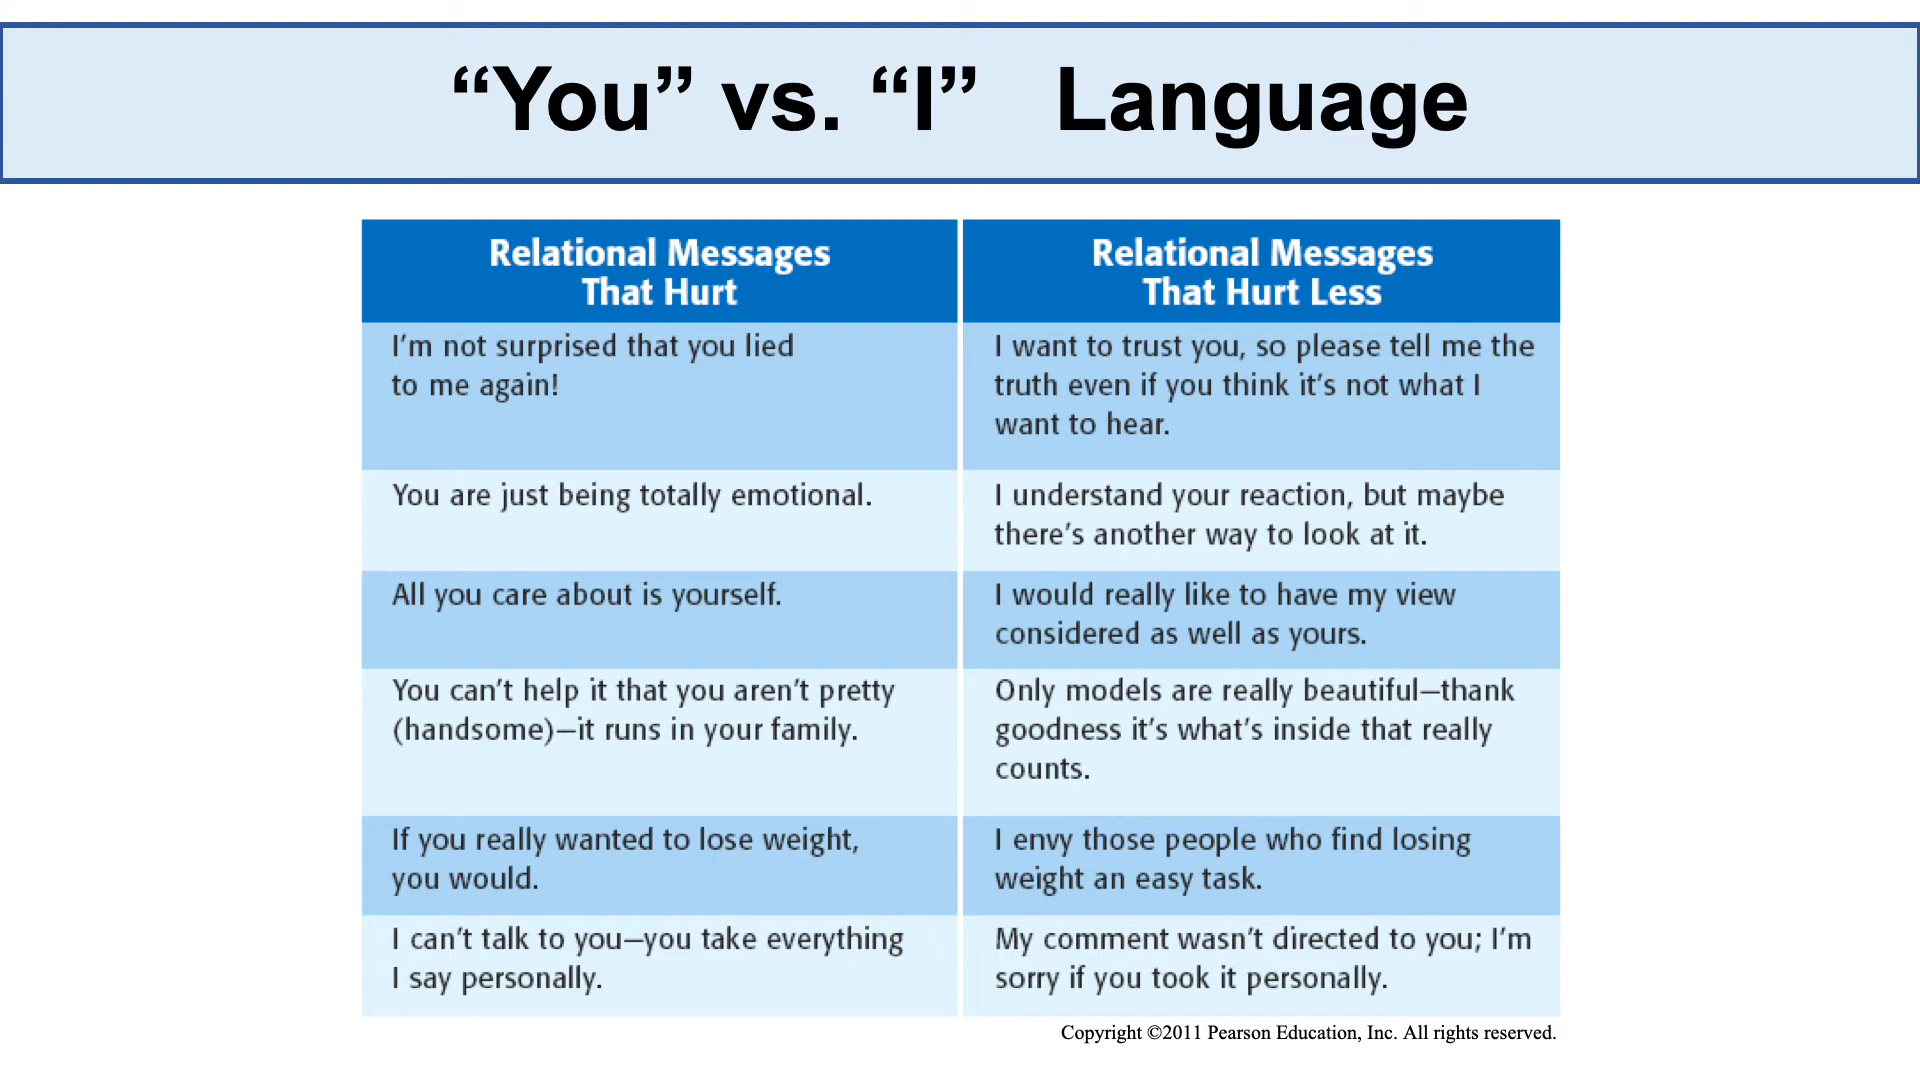 “You” vs. “I” Language
Relational Messages
That Hurt
Relational Messages
That Hurt Less
I’m not surprised that you lied
to me again!
I want to trust you, so please tell me the
truth even if you think it’s not what I
want to hear.
You are just being totally emotional.
I understand your reaction, but maybe
there’s another way to look at it.
All you care about is yourself.
I would really like to have my view
considered as well as yours.
You can’t help it that you aren’t pretty
(handsome)—it runs in your family.
Only models are really beautiful—thank
goodness it’s what’s inside that really
counts.
If you really wanted to lose weight,
you would.
I envy those people who find losing
weight an easy task.
I can’t talk to you—you take everything
I say personally.
My comment wasn’t directed to you; I’m
sorry if you took it personally.
Copyright ©2011 Pearson Education, Inc. All rights reserved.